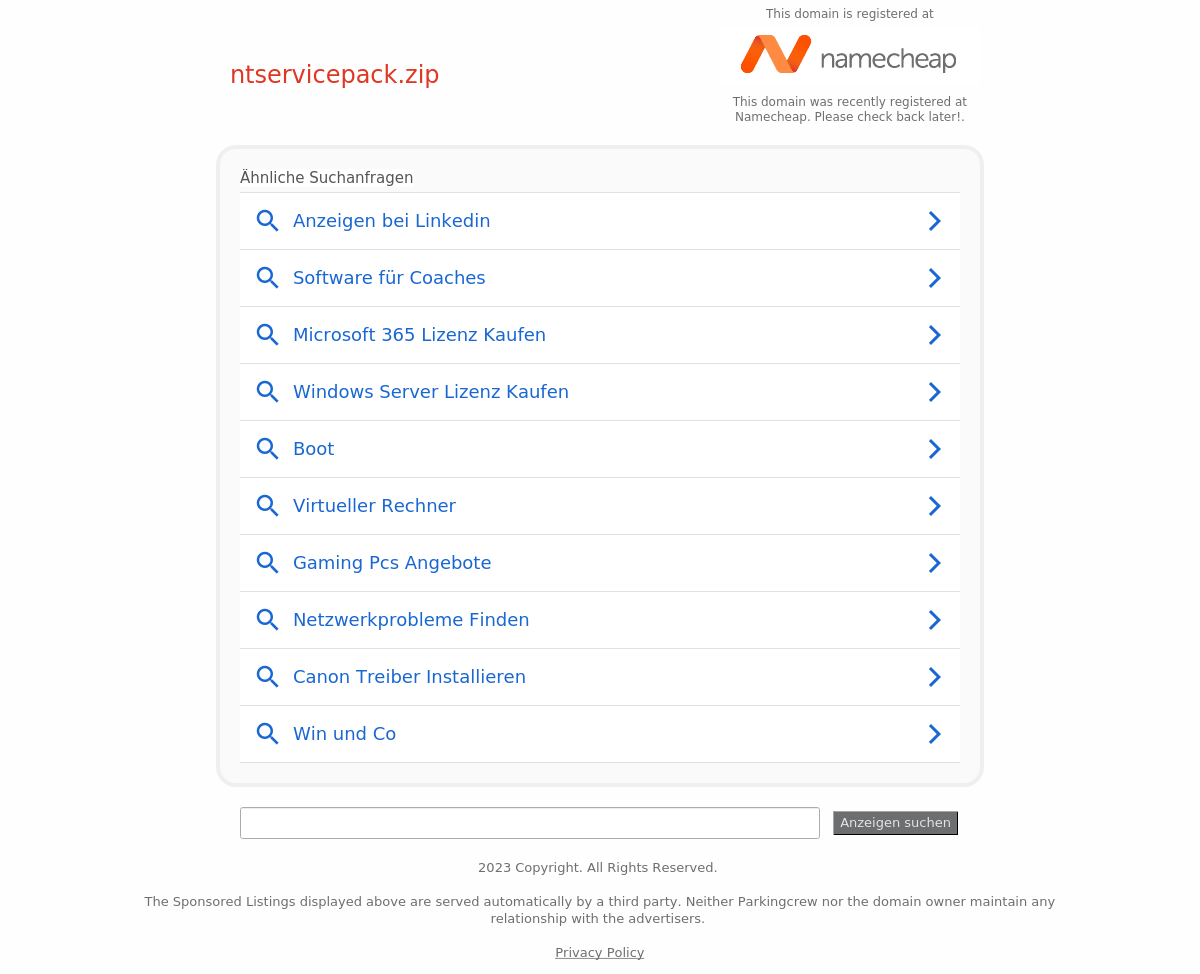 This domain is registered at
namecheap
ntservicepack.zip
This domain was recently registered at
Namecheap. Please check back later!.
Ähnliche Suchanfragen
Anzeigen bei Linkedin
Software für Coaches
Microsoft 365 Lizenz Kaufen
Windows Server Lizenz Kaufen
Boot
Virtueller Rechner
Gaming Pcs Angebote
Netzwerkprobleme Finden
Canon Treiber Installieren
Win und Co
Anzeigen suchen
2023 Copyright. All Rights Reserved.
The Sponsored Listings displayed above are served automatically by a third party. Neither Parkingcrew nor the domain owner maintain any
relationship with the advertisers.
Privacy Policy